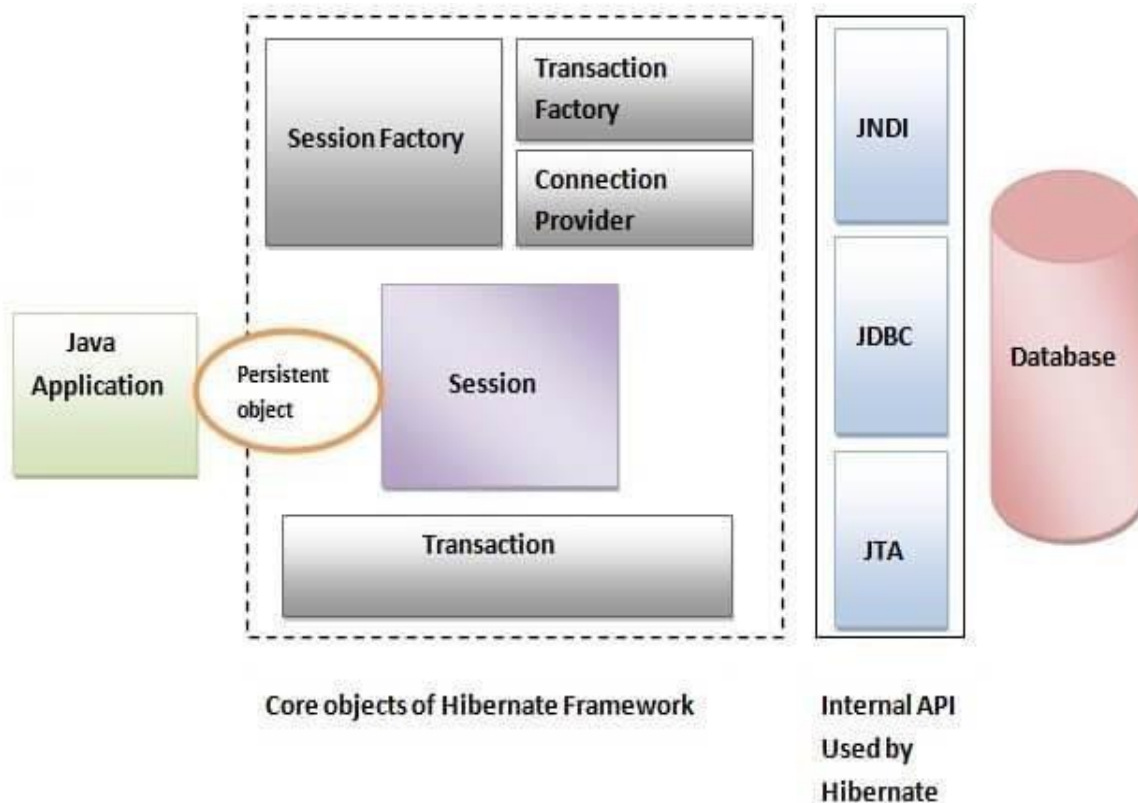 Session Factory
Transaction
Factory
Connection
Provider
Java
Application
Persistent
object
Session
Transaction
JNDI
JDBC
JTA
Database
Core objects of Hibernate Framework
Internal API
Used by
Hibernate